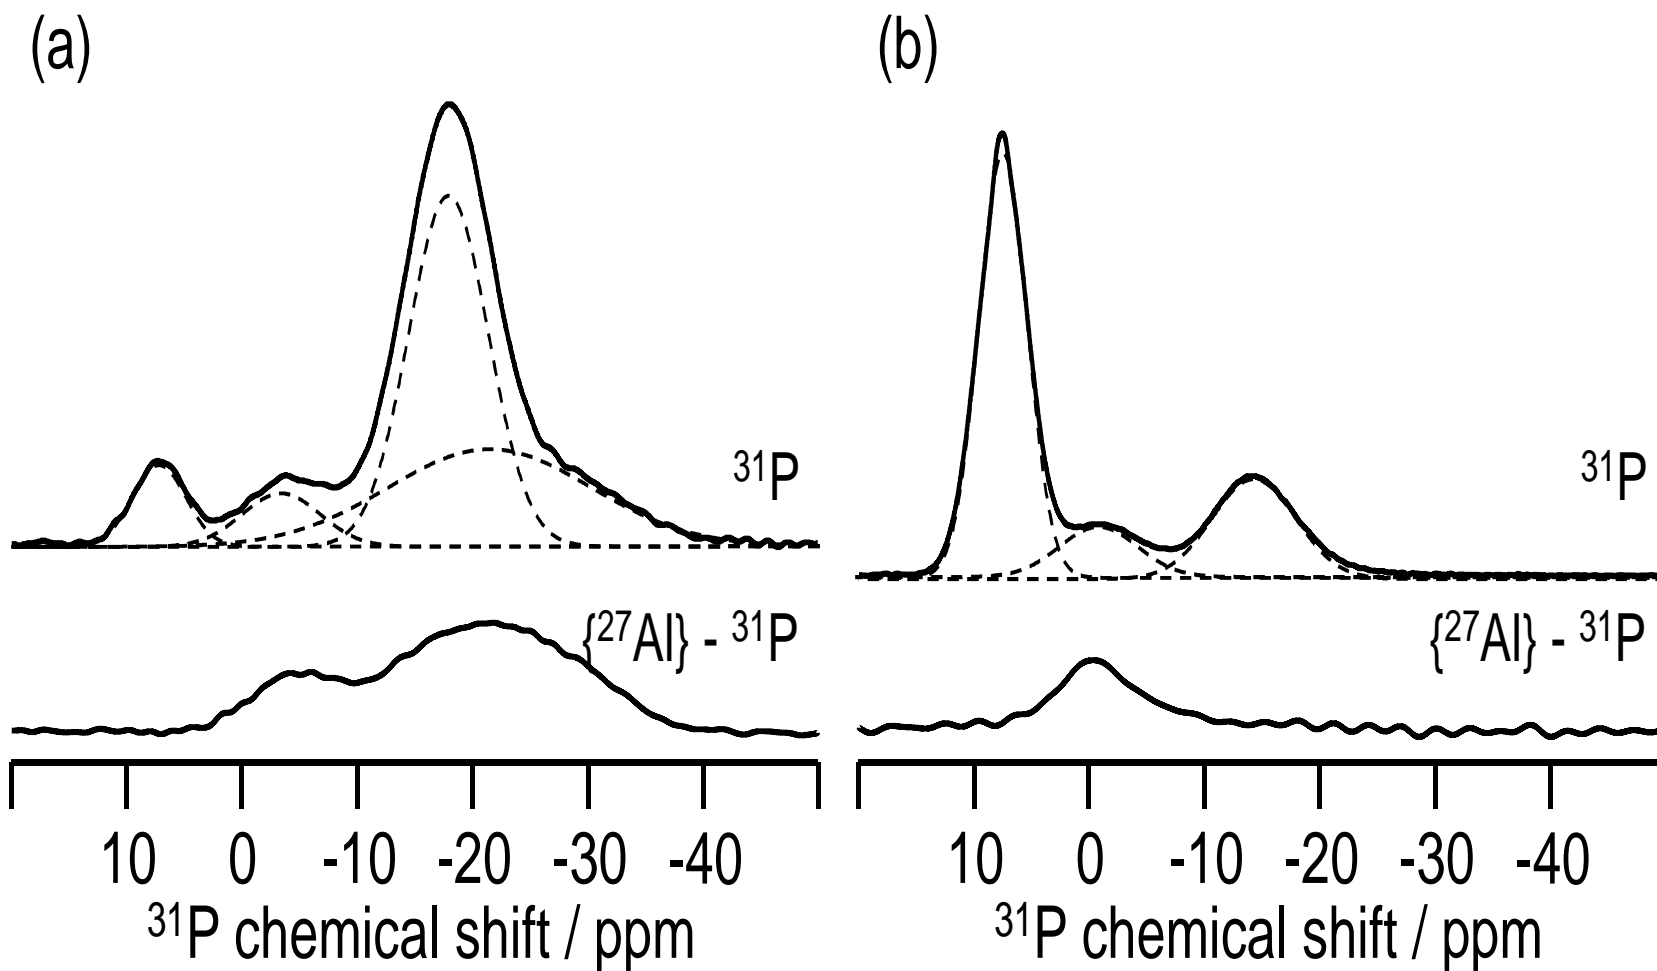 (a)
³¹P
{²⁷Al} - ³¹P
10 0 -10 -20 -30 -40
³¹P chemical shift / ppm
(b)
³¹P
{²⁷Al} - ³¹P
10 0 -10 -20 -30 -40
³¹P chemical shift / ppm